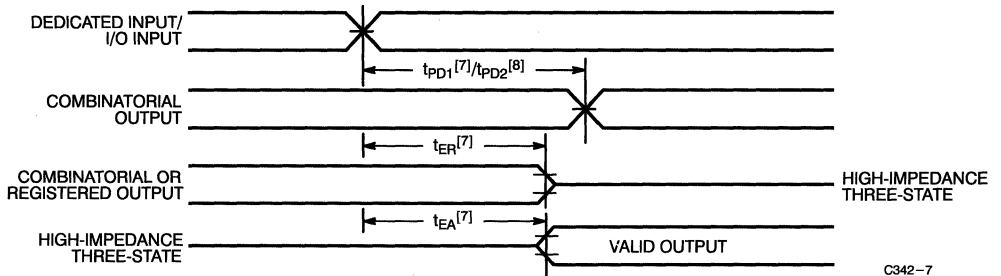 DEDICATED INPUT/
I/O INPUT
tPD1[7]/tPD2[8]
COMBINATORIAL
OUTPUT
tER[7]
COMBINATORIAL OR
REGISTERED OUTPUT
HIGH-IMPEDANCE
THREE-STATE
tEA[7]
HIGH-IMPEDANCE
THREE-STATE
VALID OUTPUT
C342–7